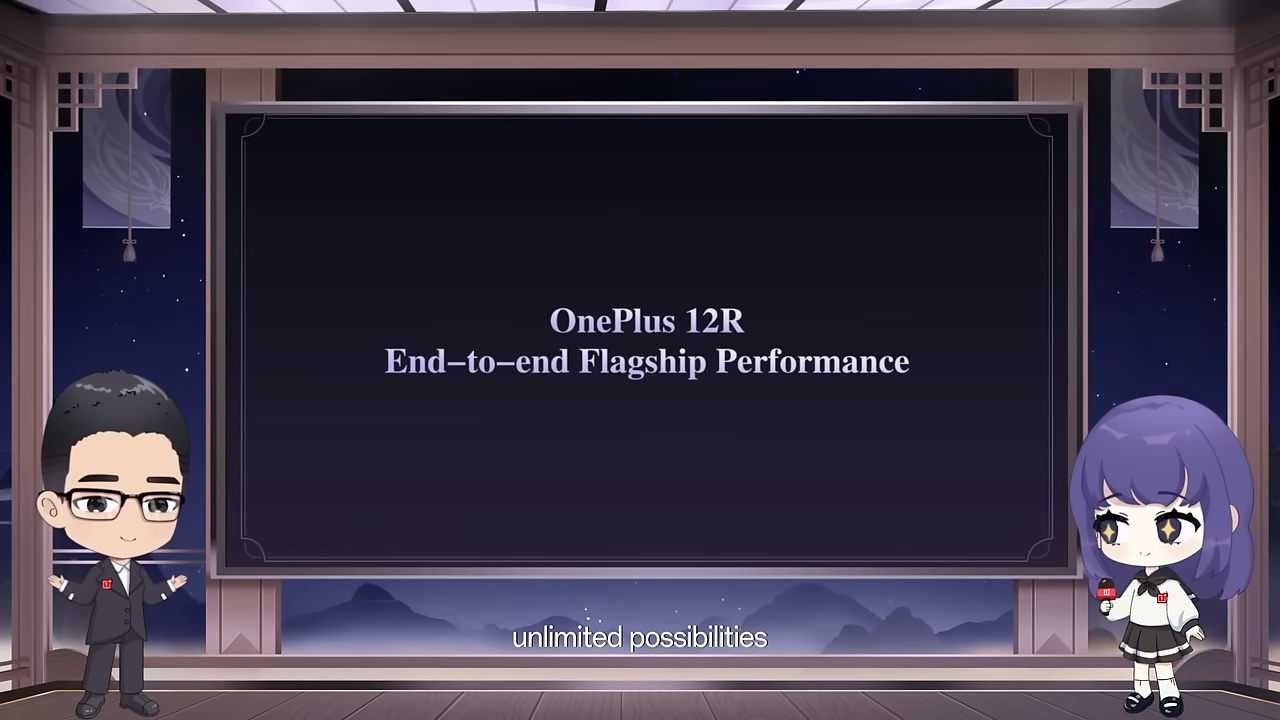 OnePlus 12R
End–to–end Flagship Performance
unlimited possibilities